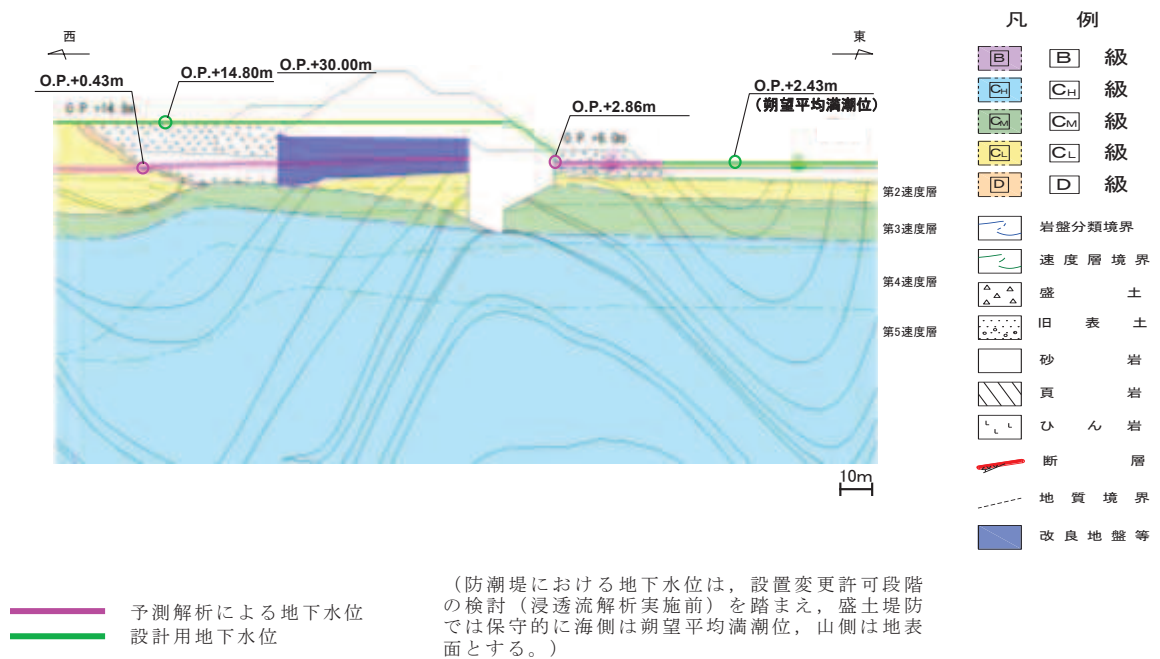 西
東
O.P.+0.43m
O.P.+14.80m
O.P.+30.00m
O.P.+2.86m
O.P.+2.43m
(朔望平均満潮位)
第2速度層
第3速度層
第4速度層
第5速度層
10m
凡 例
B B 級
CH CH 級
CM CM 級
CL CL 級
D D 級
岩盤分類境界
速度層境界
盛土
旧表土
砂岩
頁岩
ひん岩
断層
地質境界
改良地盤等
予測解析による地下水位
設計用地下水位
(防潮堤における地下水位は,設置変更許可段階
の検討(浸透流解析実施前)を踏まえ,盛土堤防
では保守的に海側は朔望平均満潮位,山側は地表
面とする。)